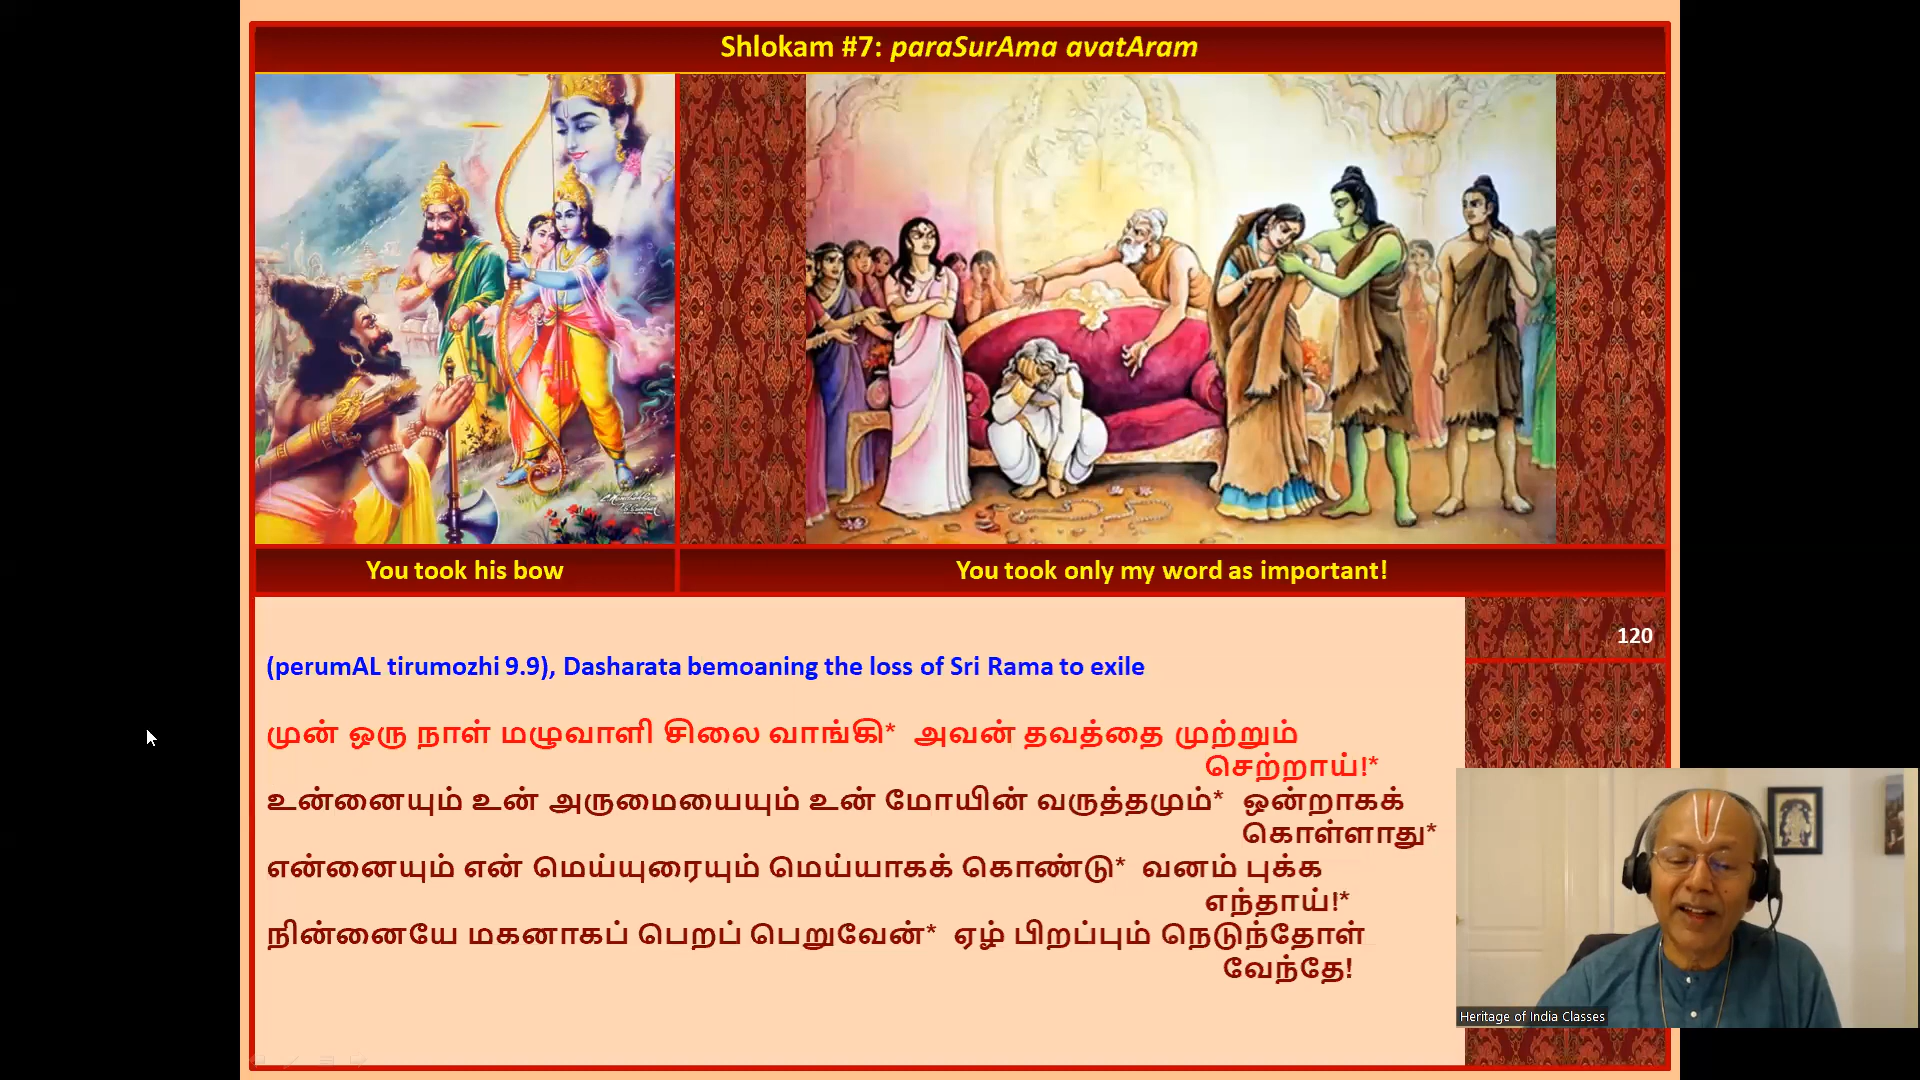 Shlokam #7: paraSurAma avatAram
You took his bow
You took only my word as important!
120
(perumAL tirumozhi 9.9), Dasharata bemoaning the loss of Sri Rama to exile
முன் ஒரு நாள் மழுவாளி சிலை வாங்கி* அவன் தவத்தை முற்றும்
செற்றாய்!*
உன்னையும் உன் அருமையையும் உன் மோயின் வருத்தமும்* ஒன்றாகக்
கொள்ளாது*
என்னையும் என் மெய்யுரையும் மெய்யாகக் கொண்டு* வனம் புக்க
எந்தாய்!*
நின்னையே மகனாகப் பெறப் பெறுவேன்* ஏழ் பிறப்பும் நெடுந்தோள்
வேந்தே!
Heritage of India Classes